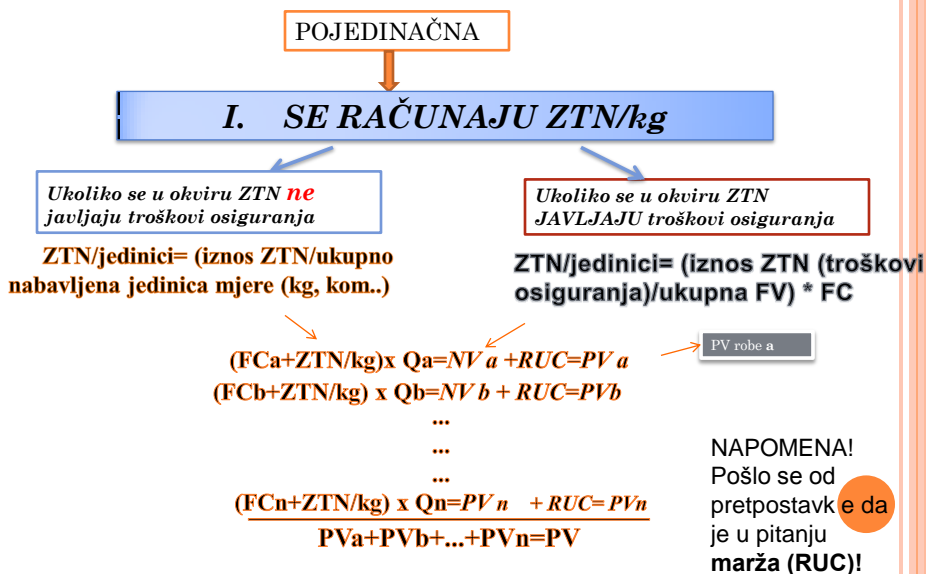 POJEDINAČNA
I. SE RAČUNAJU ZTN/kg
Ukoliko se u okviru ZTN ne
javljaju troškovi osiguranja
Ukoliko se u okviru ZTN
JAVLJAJU troškovi osiguranja
ZTN/jedinici= (iznos ZTN/ukupno
nabavljena jedinica mjere (kg, kom..)
ZTN/jedinici= (iznos ZTN (troškovi
osiguranja)/ukupna FV) * FC
(FCa+ZTN/kg)x Qa=NV a +RUC=PV a
PV robe a
(FCb+ZTN/kg) x Qb=NV b + RUC=PVb
...
...
...
(FCn+ZTN/kg) x Qn=PV n + RUC= PVn
PVa+PVb+...+PVn=PV
NAPOMENA!
Pošlo se od
pretpostavk e da
je u pitanju
marža (RUC)!